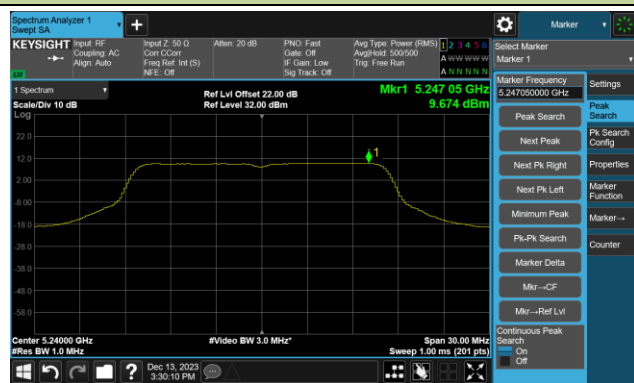 Spectrum Analyzer 1
Swept SA
+
Marker
KEYSIGHT
Input: RF
Coupling: AC
Align: Auto
Input Z: 50 Ω
Corr CCorr
Freq Ref: Int (S)
NFE: Off
Atten: 20 dB
PNO: Fast
Gate: Off
IF Gain: Low
Sig Track: Off
Avg Type: Power (RMS)
Avg|Hold: 500/500
Trig: Free Run
1 2 3 4 5 6
A W W W W W
A N N N N N
Select Marker
Marker 1
1 Spectrum
Scale/Div 10 dB
Log
Ref Lvl Offset 22.00 dB
Ref Level 32.00 dBm
Mkr1 5.247 05 GHz
9.674 dBm
22.0
12.0
2.00
-8.00
-18.0
-28.0
-38.0
-48.0
-58.0
1
Center 5.24000 GHz
#Res BW 1.0 MHz
#Video BW 3.0 MHz*
Span 30.00 MHz
Sweep 1.00 ms (201 pts)
Marker Frequency
5.247050000 GHz
Peak Search
Next Peak
Next Pk Right
Next Pk Left
Minimum Peak
Pk-Pk Search
Marker Delta
Mkr→CF
Mkr→Ref Lvl
Continuous Peak
Search
On
Off
Settings
Peak
Search
Pk Search
Config
Properties
Marker
Function
Marker→
Counter
?
Dec 13, 2023
3:30:10 PM